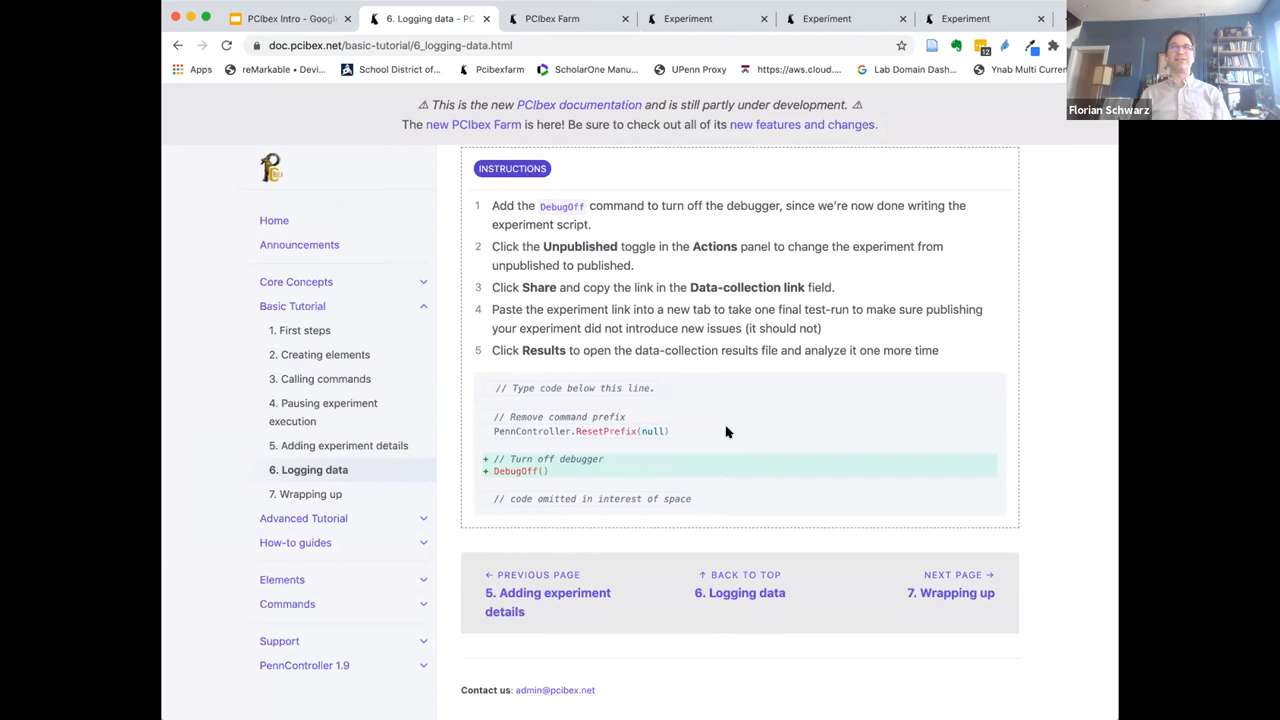 PCIbex Intro - Goog
6. Logging data - PC
PCIbex Farm
Experiment
Experiment
Experiment
doc.pcibex.net/basic-tutorial/6_logging-data.html
Apps
reMarkable • Devi...
School District of...
Pcibexfarm
ScholarOne Manu...
UPenn Proxy
https://aws.cloud....
Lab Domain Dash...
Ynab Multi Curren
12
Florian Schwarz
⚠ This is the new PCIbex documentation and is still partly under development. ⚠
The new PCIbex Farm is here! Be sure to check out all of its new features and changes.
Home
Announcements
Core Concepts
Basic Tutorial
1. First steps
2. Creating elements
3. Calling commands
4. Pausing experiment
execution
5. Adding experiment details
6. Logging data
7. Wrapping up
Advanced Tutorial
How-to guides
Elements
Commands
Support
PennController 1.9
INSTRUCTIONS
1 Add the DebugOff command to turn off the debugger, since we're now done writing the
experiment script.
2 Click the Unpublished toggle in the Actions panel to change the experiment from
unpublished to published.
3 Click Share and copy the link in the Data-collection link field.
4 Paste the experiment link into a new tab to take one final test-run to make sure publishing
your experiment did not introduce new issues (it should not)
5 Click Results to open the data-collection results file and analyze it one more time
// Type code below this line.
// Remove command prefix
PennController.ResetPrefix(null)
+ // Turn off debugger
+ DebugOff()
// code omitted in interest of space
← PREVIOUS PAGE
5. Adding experiment
details
↑ BACK TO TOP
6. Logging data
NEXT PAGE →
7. Wrapping up
Contact us: admin@pcibex.net